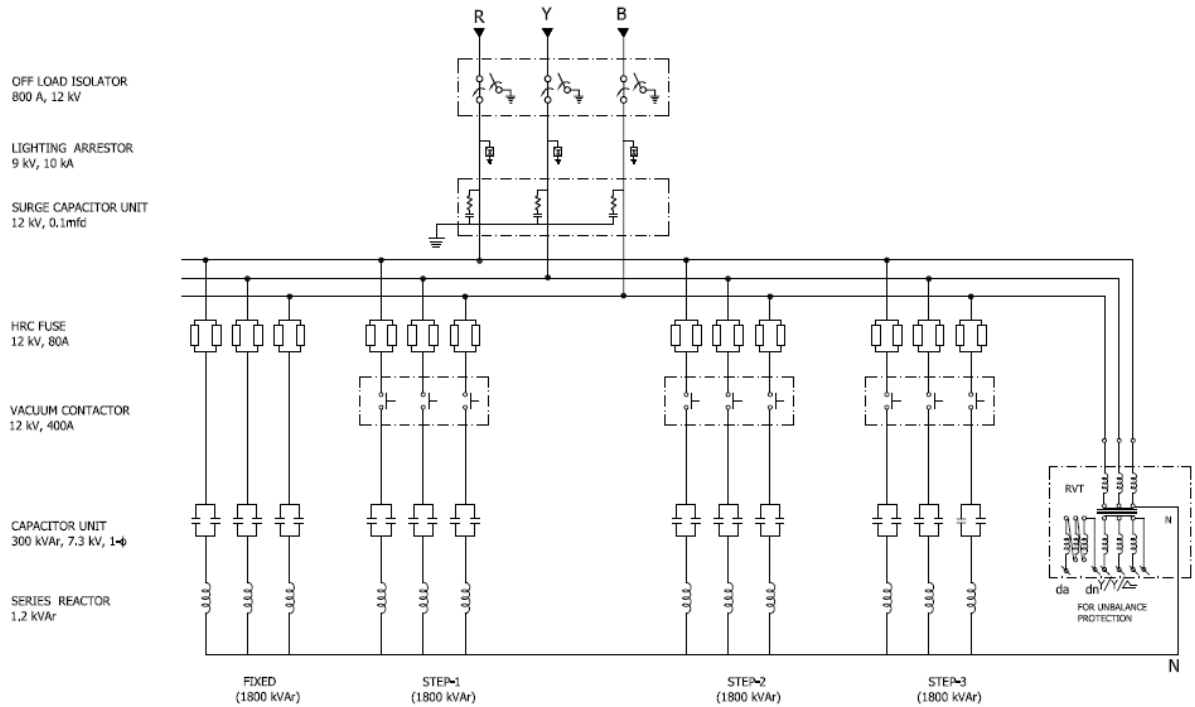 R Y B
OFF LOAD ISOLATOR
800 A, 12 kV
LIGHTING ARRESTOR
9 kV, 10 kA
SURGE CAPACITOR UNIT
12 kV, 0.1mfd
HRC FUSE
12 kV, 80A
VACUUM CONTACTOR
12 kV, 400A
RVT
N
CAPACITOR UNIT
300 kVAr, 7.3 kV, 1-ϕ
SERIES REACTOR
1.2 kVAr
da dn Y/Y/
FOR UNBALANCE
PROTECTION
N
FIXED
(1800 kVAr)
STEP-1
(1800 kVAr)
STEP-2
(1800 kVAr)
STEP-3
(1800 kVAr)